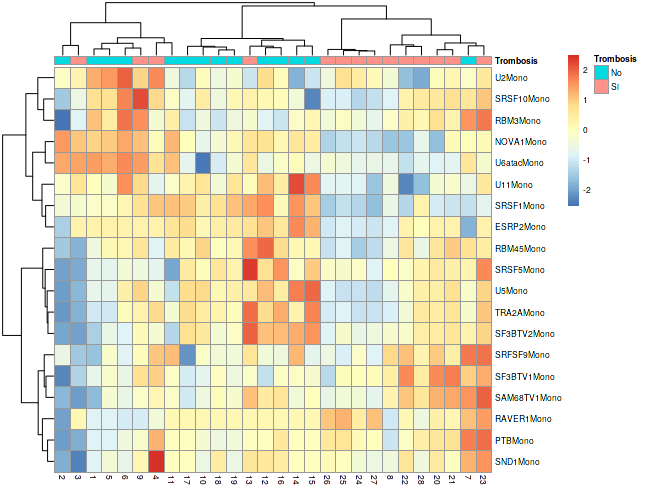 Trombosis
U2Mono
SRSF10Mono
RBM3Mono
NOVA1Mono
U6atacMono
U11Mono
SRSF1Mono
ESRP2Mono
RBM45Mono
SRSF5Mono
U5Mono
TRA2AMono
SF3BTV2Mono
SRFSF9Mono
SF3BTV1Mono
SAM68TV1Mono
RAVER1Mono
PTBMono
SND1Mono
2 3 1 5 6 9 4 11 17 10 18 19 13 12 16 14 15 26 25 24 27 8 22 28 20 21 7 23
2
1
0
-1
-2
Trombosis
No
SI